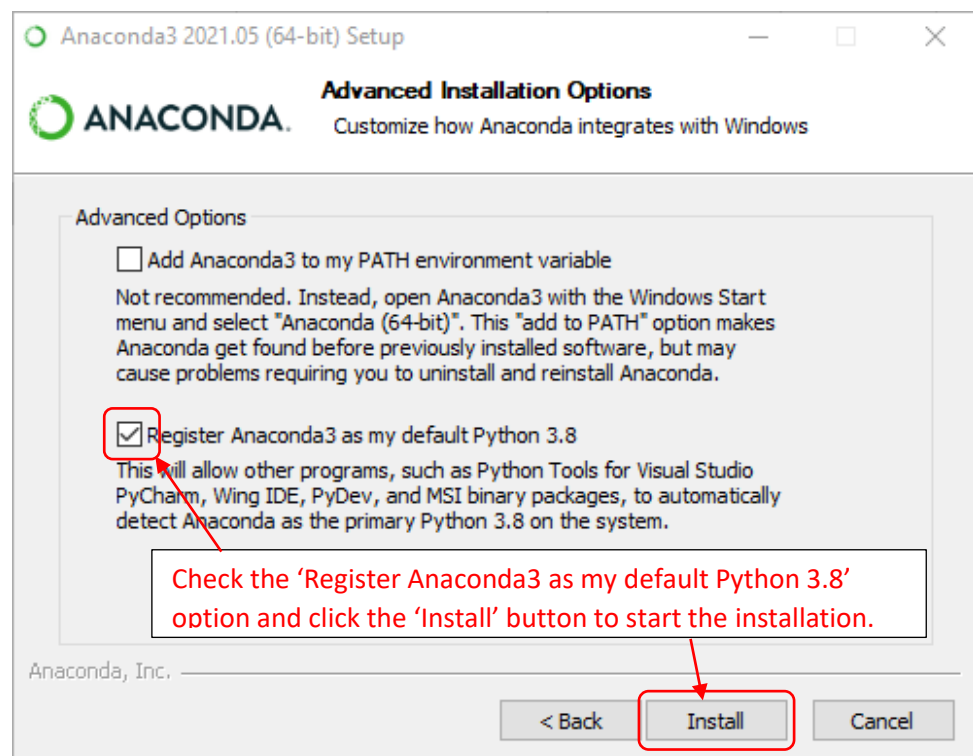 Anaconda3 2021.05 (64-bit) Setup
ANACONDA.
Advanced Installation Options
Customize how Anaconda integrates with Windows
Advanced Options
Add Anaconda3 to my PATH environment variable
Not recommended. Instead, open Anaconda3 with the Windows Start
menu and select "Anaconda (64-bit)". This "add to PATH" option makes
Anaconda get found before previously installed software, but may
cause problems requiring you to uninstall and reinstall Anaconda.
Register Anaconda3 as my default Python 3.8
This will allow other programs, such as Python Tools for Visual Studio
PyCharm, Wing IDE, PyDev, and MSI binary packages, to automatically
detect Anaconda as the primary Python 3.8 on the system.
Check the ‘Register Anaconda3 as my default Python 3.8’
option and click the ‘Install’ button to start the installation.
Anaconda, Inc.
< Back
Install
Cancel